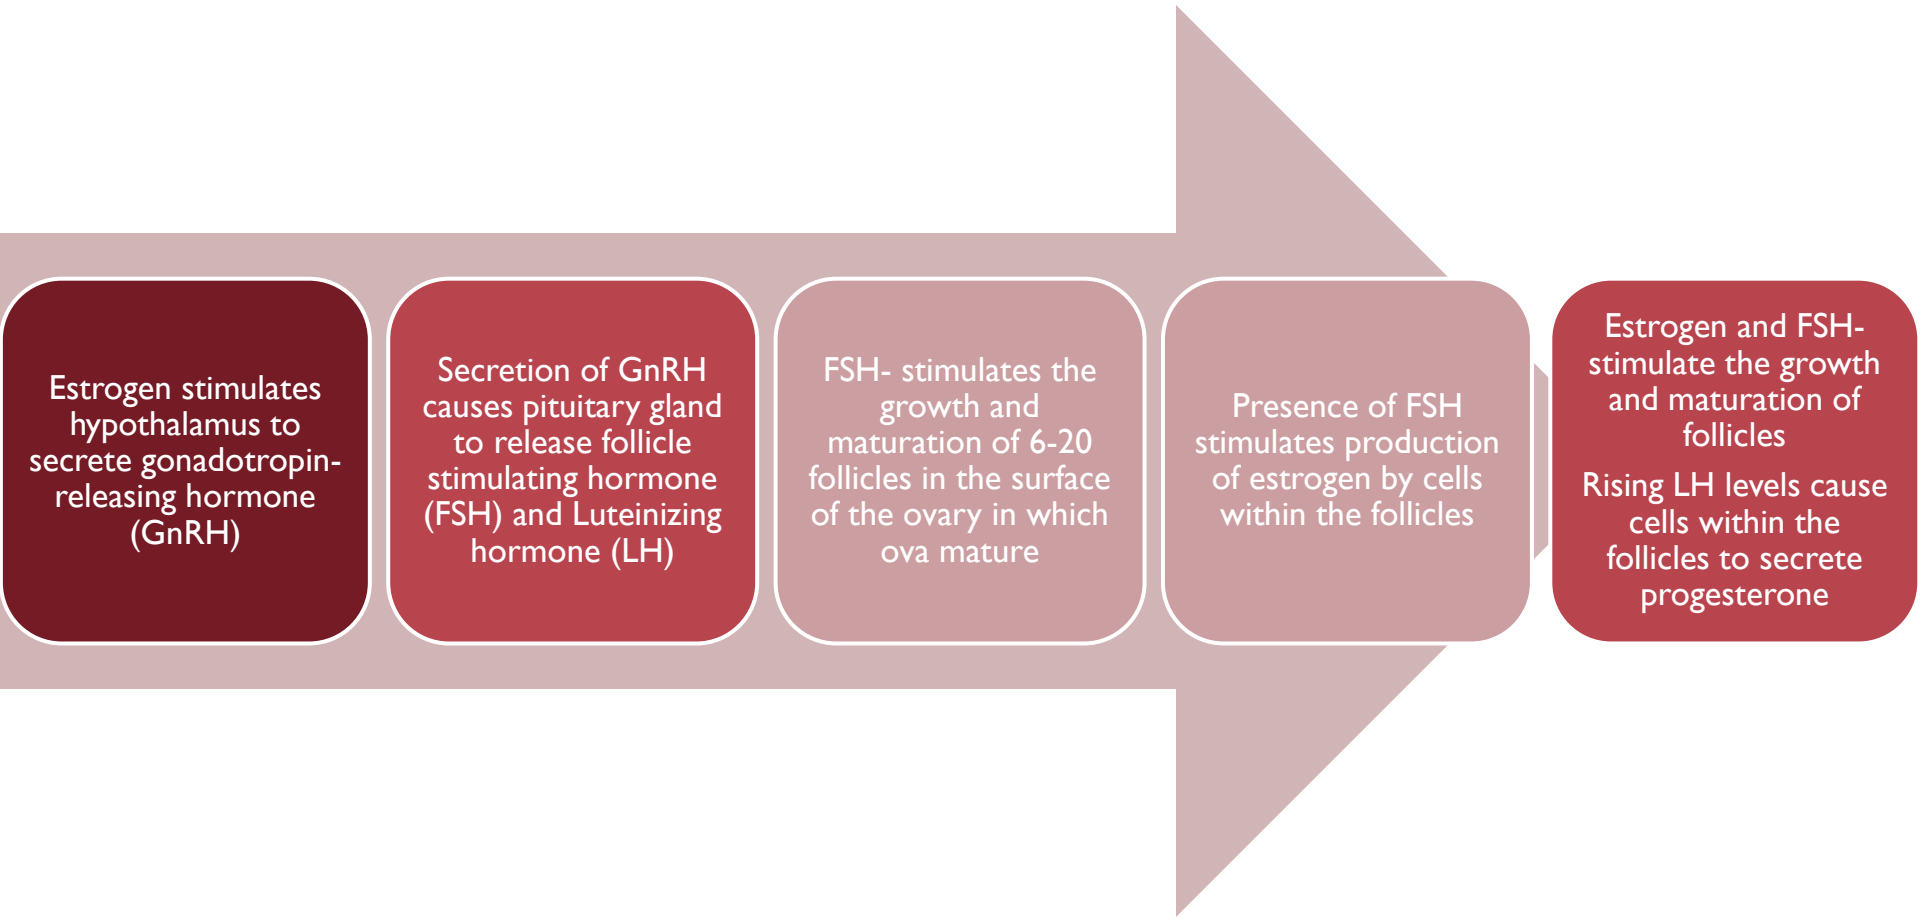 Estrogen stimulates
hypothalamus to
secrete gonadotropin-
releasing hormone
(GnRH)
Secretion of GnRH
causes pituitary gland
to release follicle
stimulating hormone
(FSH) and Luteinizing
hormone (LH)
FSH- stimulates the
growth and
maturation of 6-20
follicles in the surface
of the ovary in which
ova mature
Presence of FSH
stimulates production
of estrogen by cells
within the follicles
Estrogen and FSH-
stimulate the growth
and maturation of
follicles
Rising LH levels cause
cells within the
follicles to secrete
progesterone